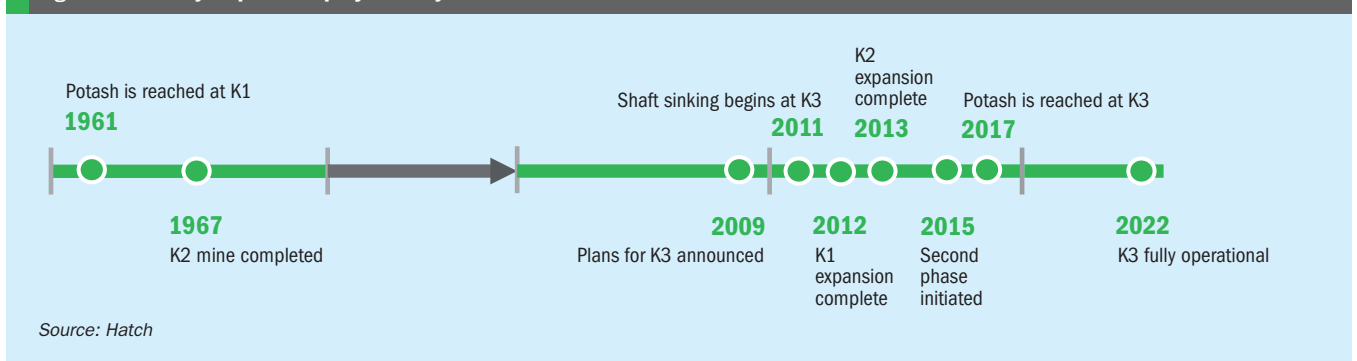 Potash is reached at K1
1961
1967
K2 mine completed
2009
Plans for K3 announced
Shaft sinking begins at K3
2011
2012
K1
expansion
complete
K2
expansion
complete
2013
2015
Second
phase
initiated
Potash is reached at K3
2017
2022
K3 fully operational
Source: Hatch